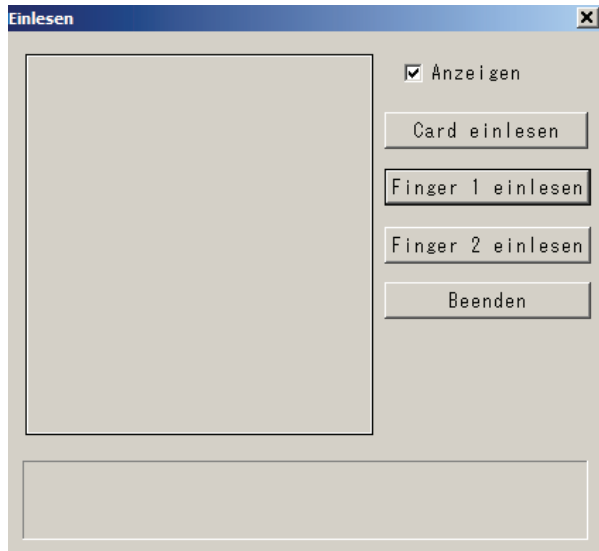 Einlesen
Anzeigen
Card einlesen
Finger 1 einlesen
Finger 2 einlesen
Beenden